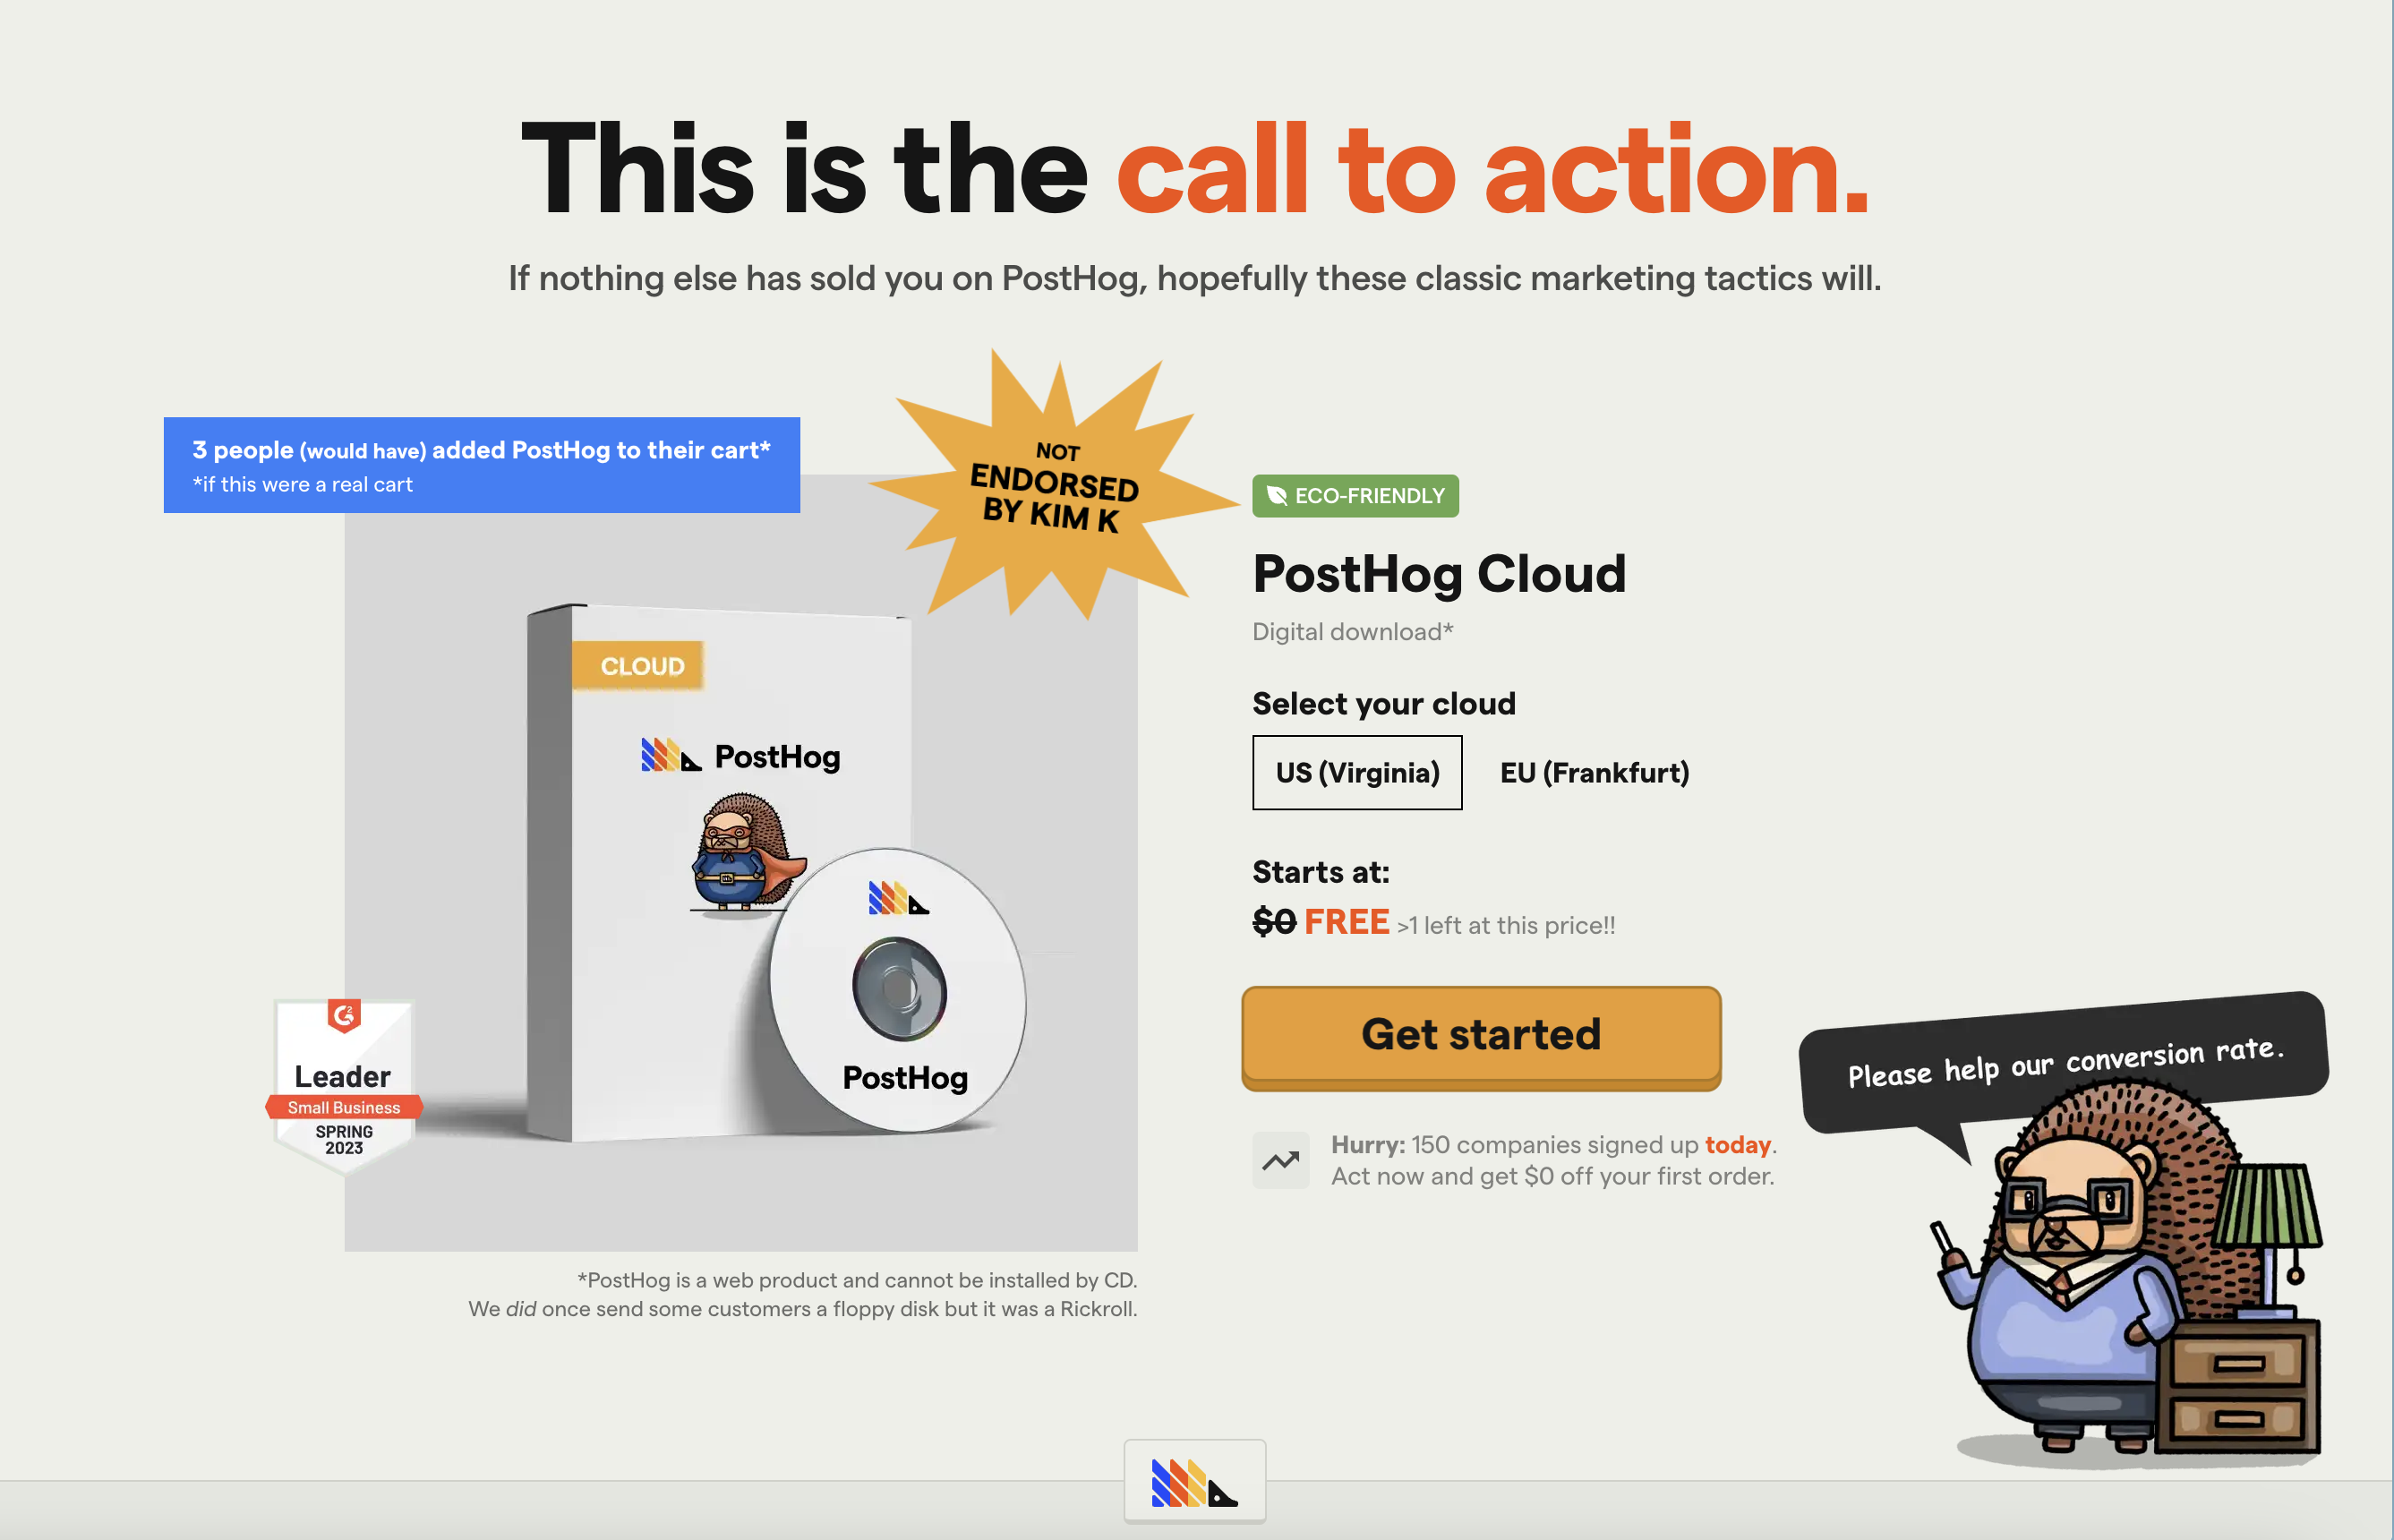 This is the call to action.
If nothing else has sold you on PostHog, hopefully these classic marketing tactics will.
3 people (would have) added PostHog to their cart*
*if this were a real cart
NOT
ENDORSED
BY KIM K
CLOUD
PostHog
PostHog
G2
Leader
Small Business
SPRING
2023
*PostHog is a web product and cannot be installed by CD.
We did once send some customers a floppy disk but it was a Rickroll.
ECO-FRIENDLY
PostHog Cloud
Digital download*
Select your cloud
US (Virginia) EU (Frankfurt)
Starts at:
$0 FREE >1 left at this price!!
Get started
Hurry: 150 companies signed up today.
Act now and get $0 off your first order.
Please help our conversion rate.